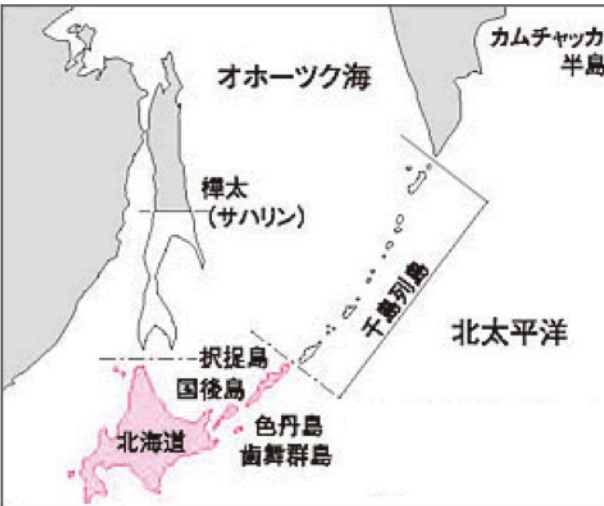 カムチャッカ
半島
オホーツク海
樺太
(サハリン)
千島列島
北太平洋
択捉島
国後島
色丹島
北海道
歯舞群島